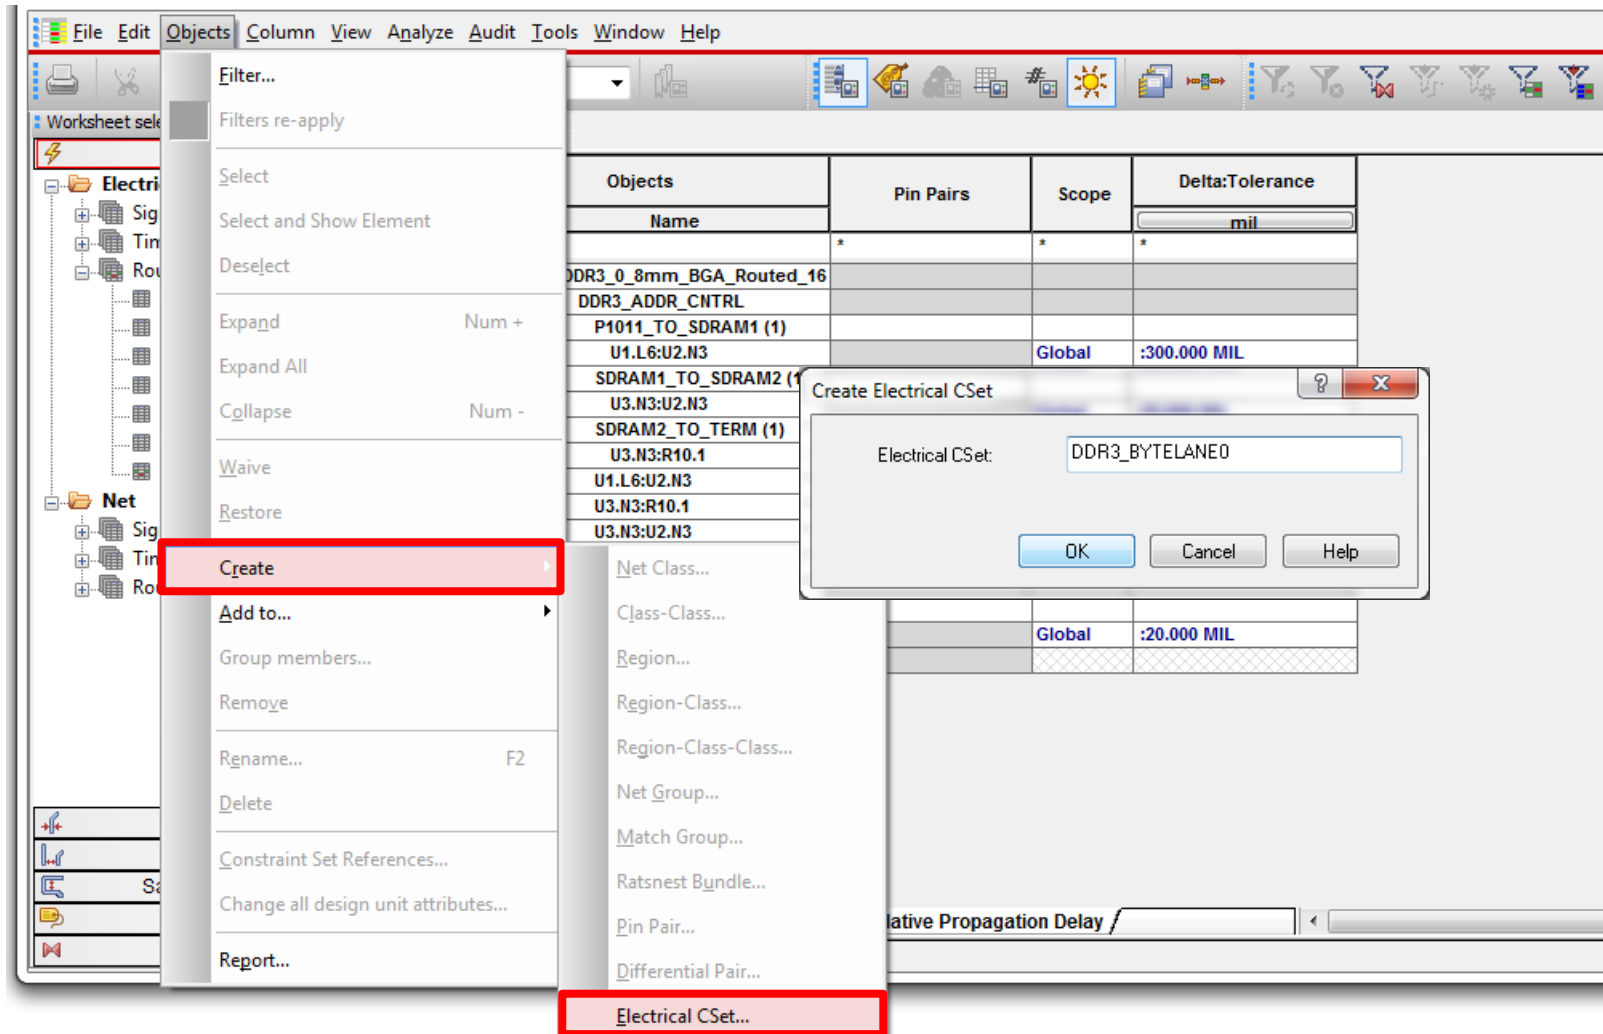 File Edit Objects Column View Analyze Audit Tools Window Help
Filter...
Filters re-apply
Select
Select and Show Element
Deselect
Expand Num +
Expand All
Collapse Num -
Waive
Restore
Create
Add to...
Group members...
Remove
Rename... F2
Delete
Constraint Set References...
Change all design unit attributes...
Report...
Net Class...
Class-Class...
Region...
Region-Class...
Region-Class-Class...
Net Group...
Match Group...
Ratsnest Bundle...
Pin Pair...
Differential Pair...
Electrical CSet...
Worksheet sele
Electri
Sig
Tim
Rou
Net
Sig
Tin
Rou
Sa
Objects Pin Pairs Scope Delta:Tolerance
Name mil
* * *
DDR3_0_8mm_BGA_Routed_16
DDR3_ADDR_CNTRL
P1011_TO_SDRAM1 (1)
U1.L6:U2.N3 Global :300.000 MIL
SDRAM1_TO_SDRAM2 (1
U3.N3:U2.N3
SDRAM2_TO_TERM (1)
U3.N3:R10.1
U1.L6:U2.N3
U3.N3:R10.1
U3.N3:U2.N3
Global :20.000 MIL
Create Electrical CSet ? X
Electrical CSet: DDR3_BYTELANE0
OK Cancel Help
lative Propagation Delay